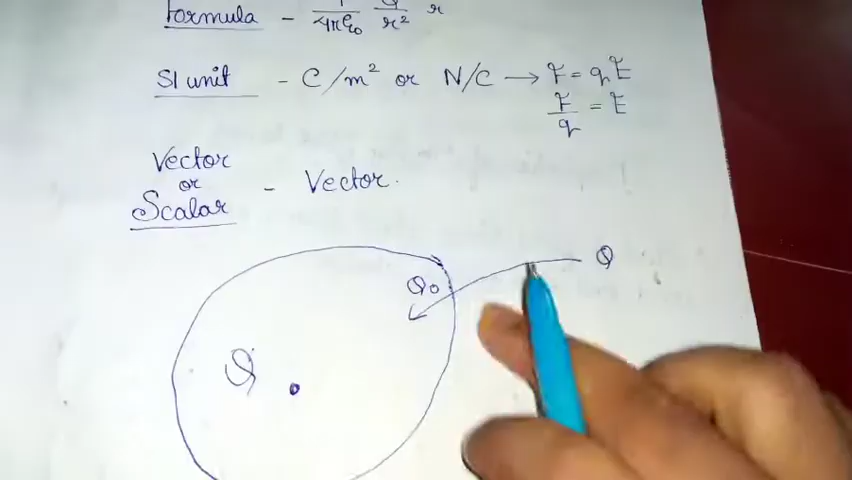 Formula - 1/4πε₀ Q/r² r
SI unit - C/m² or N/C → F = qE
F/q = E
Vector
or
Scalar - Vector.
Q₀ Q
Q